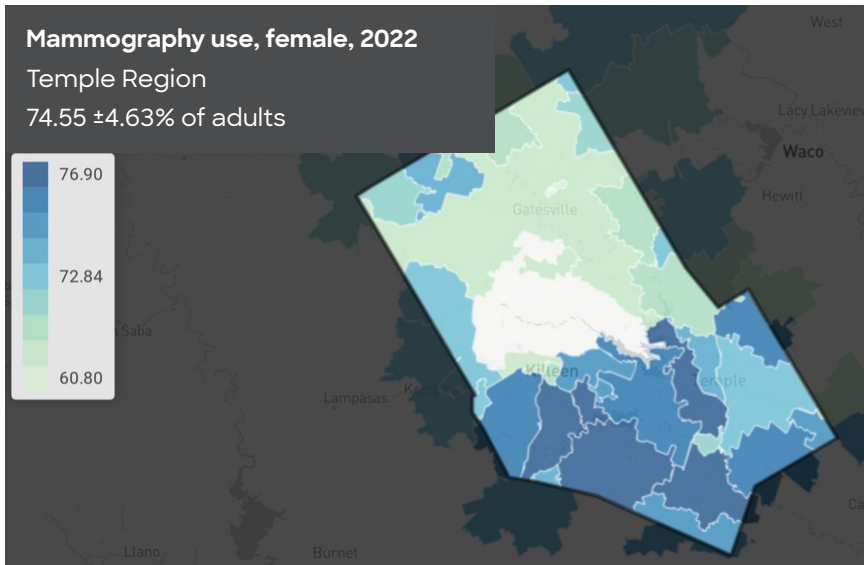 Mammography use, female, 2022
Temple Region
74.55 ±4.63% of adults
West
Lacy Lakeview
Waco
76.90
Hewitt
Gatesville
72.84
Saba
60.80
Killeen
Temple
Lampasas
Llano
Burnet